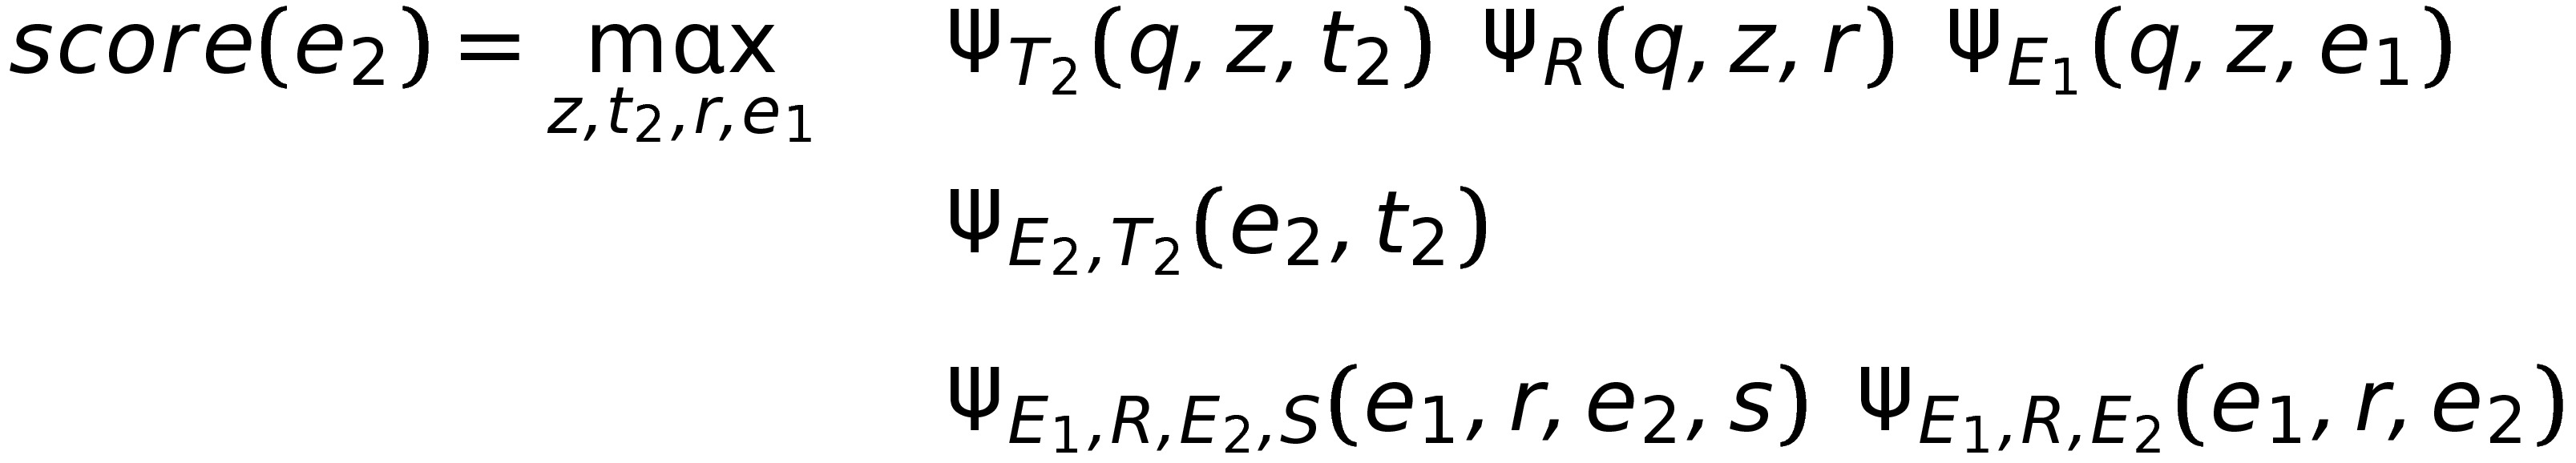 score(e₂) = max_{z,t₂,r,e₁} Ψ_{T₂}(q, z, t₂) Ψ_R(q, z, r) Ψ_{E₁}(q, z, e₁)
Ψ_{E₂,T₂}(e₂, t₂)
Ψ_{E₁,R,E₂,S}(e₁, r, e₂, s) Ψ_{E₁,R,E₂}(e₁, r, e₂)